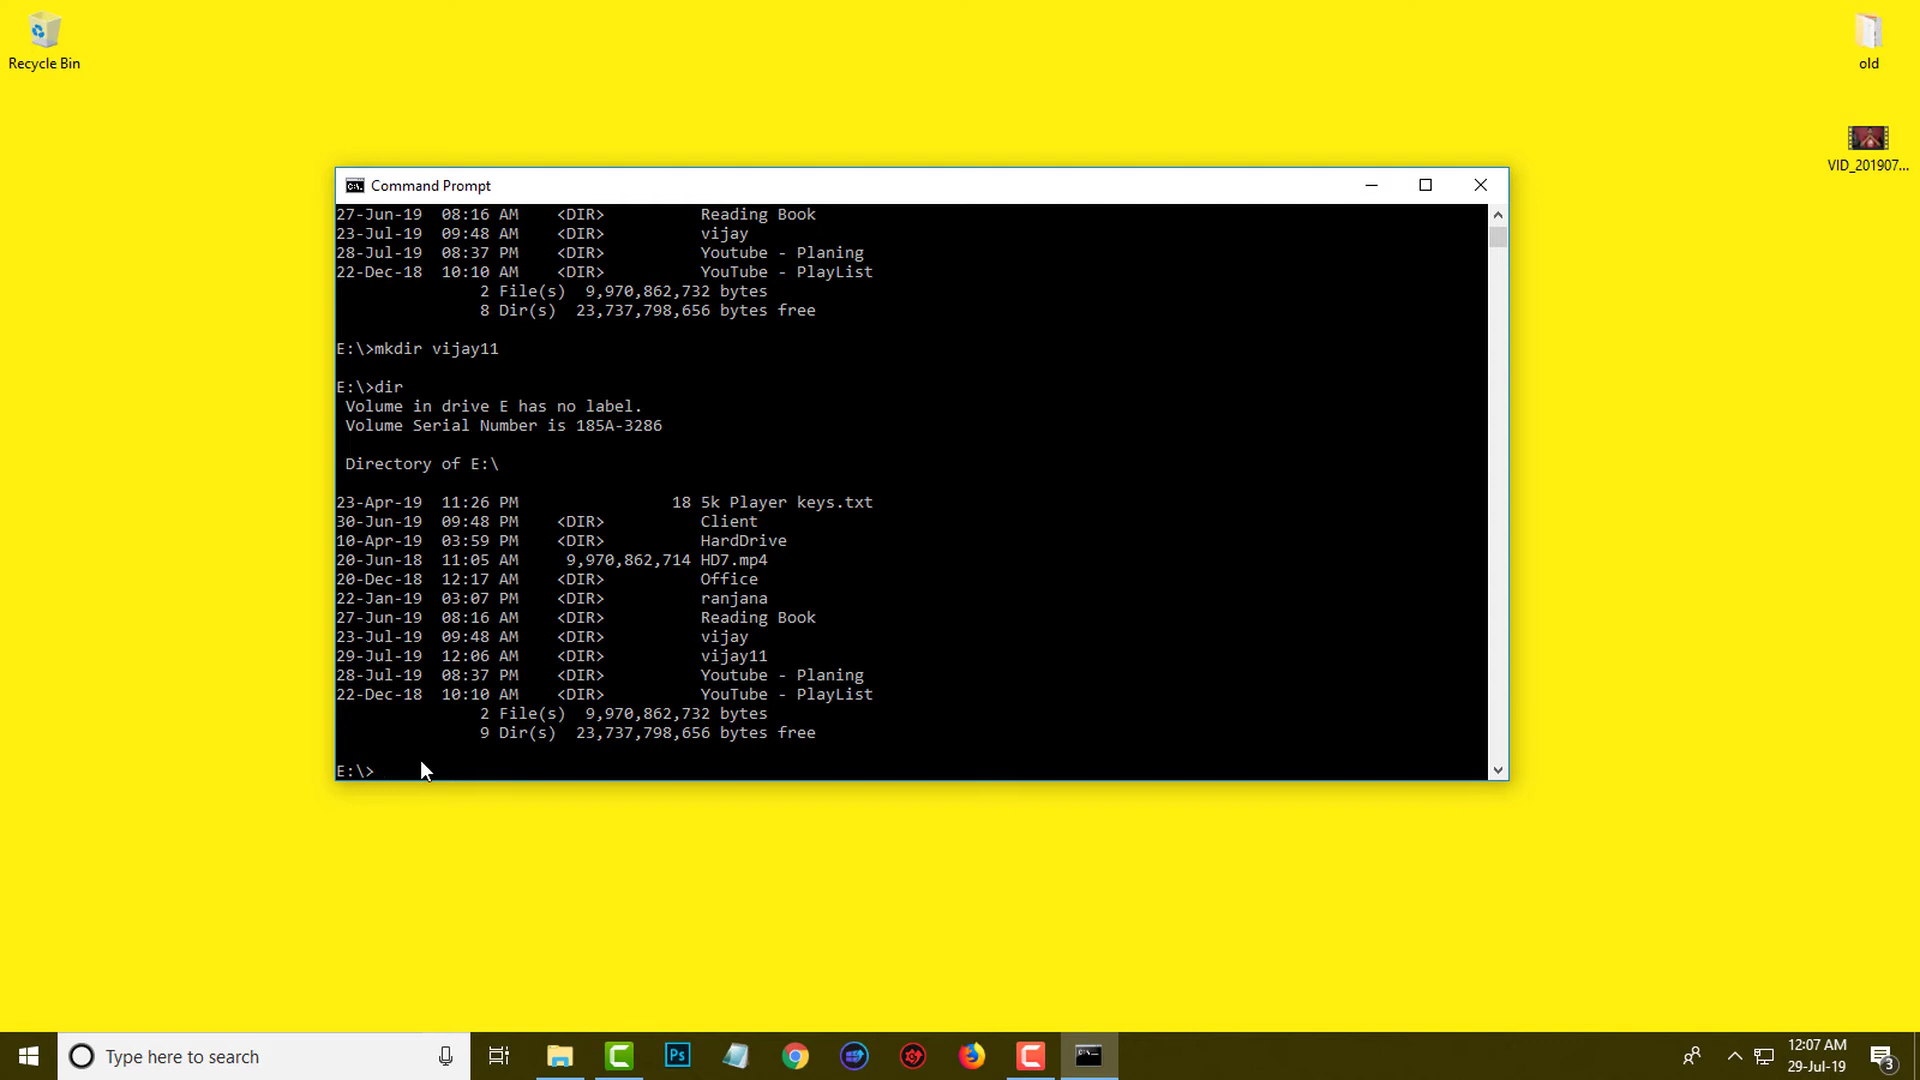 Recycle Bin
old
VID_201907...
Command Prompt
27-Jun-19  08:16 AM    <DIR>          Reading Book
23-Jul-19  09:48 AM    <DIR>          vijay
28-Jul-19  08:37 PM    <DIR>          Youtube - Planing
22-Dec-18  10:10 AM    <DIR>          YouTube - PlayList
2 File(s)  9,970,862,732 bytes
8 Dir(s)  23,737,798,656 bytes free
E:\>mkdir vijay11
E:\>dir
Volume in drive E has no label.
Volume Serial Number is 185A-3286
Directory of E:\
23-Apr-19  11:26 PM                18 5k Player keys.txt
30-Jun-19  09:48 PM    <DIR>          Client
10-Apr-19  03:59 PM    <DIR>          HardDrive
20-Jun-18  11:05 AM     9,970,862,714 HD7.mp4
20-Dec-18  12:17 AM    <DIR>          Office
22-Jan-19  03:07 PM    <DIR>          ranjana
27-Jun-19  08:16 AM    <DIR>          Reading Book
23-Jul-19  09:48 AM    <DIR>          vijay
29-Jul-19  12:06 AM    <DIR>          vijay11
28-Jul-19  08:37 PM    <DIR>          Youtube - Planing
22-Dec-18  10:10 AM    <DIR>          YouTube - PlayList
2 File(s)  9,970,862,732 bytes
9 Dir(s)  23,737,798,656 bytes free
E:\>
Type here to search
Ps
12:07 AM
29-Jul-19
3